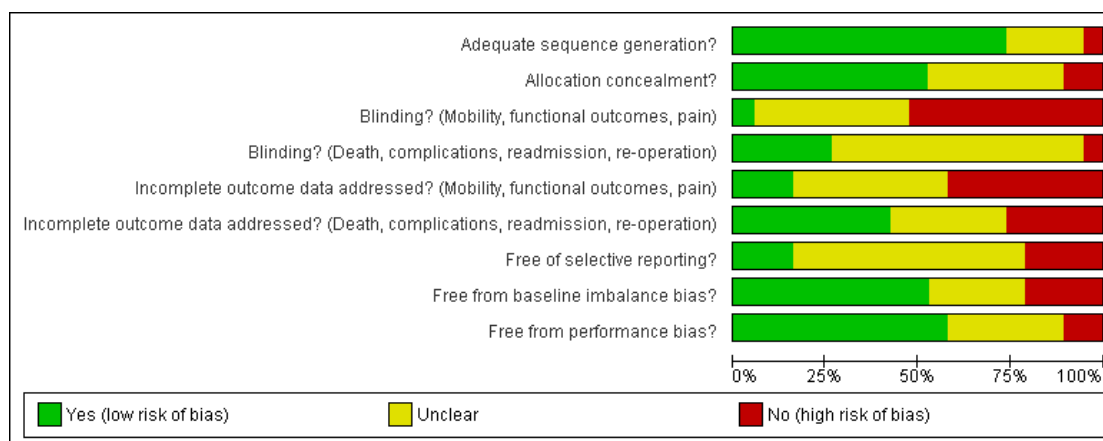 Adequate sequence generation?
Allocation concealment?
Blinding? (Mobility, functional outcomes, pain)
Blinding? (Death, complications, readmission, re-operation)
Incomplete outcome data addressed? (Mobility, functional outcomes, pain)
Incomplete outcome data addressed? (Death, complications, readmission, re-operation)
Free of selective reporting?
Free from baseline imbalance bias?
Free from performance bias?
0% 25% 50% 75% 100%
Yes (low risk of bias) Unclear No (high risk of bias)